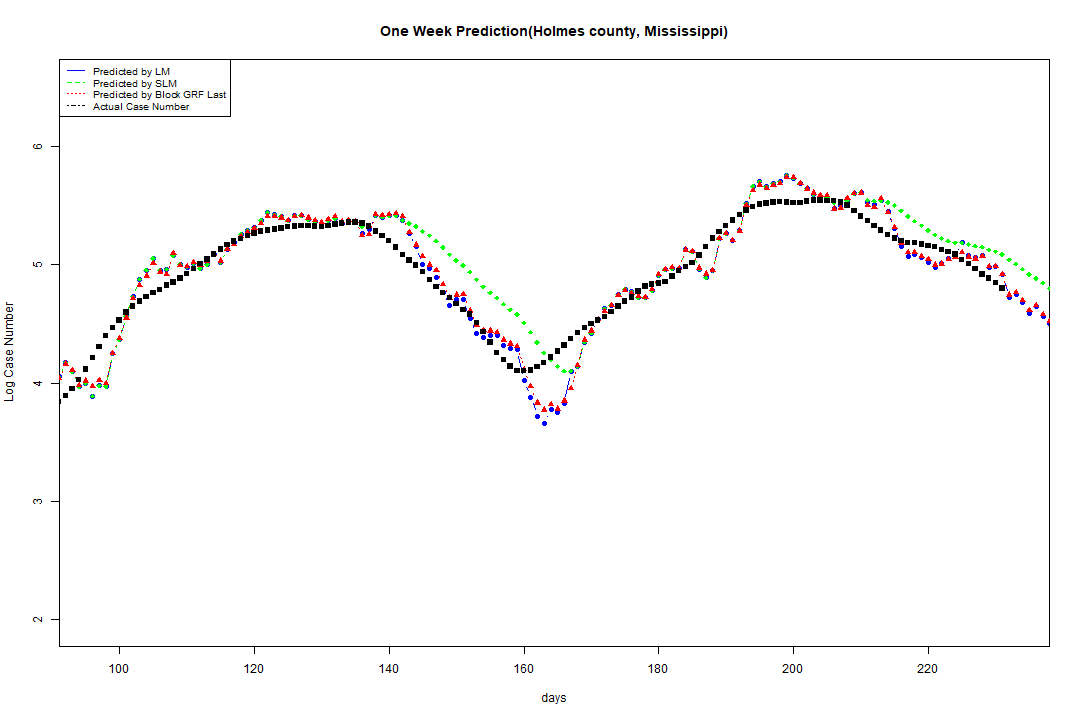 One Week Prediction(Holmes county, Mississippi)
Predicted by LM
Predicted by SLM
Predicted by Block GRF Last
Actual Case Number
6
5
4
3
2
Log Case Number
100 120 140 160 180 200 220
days